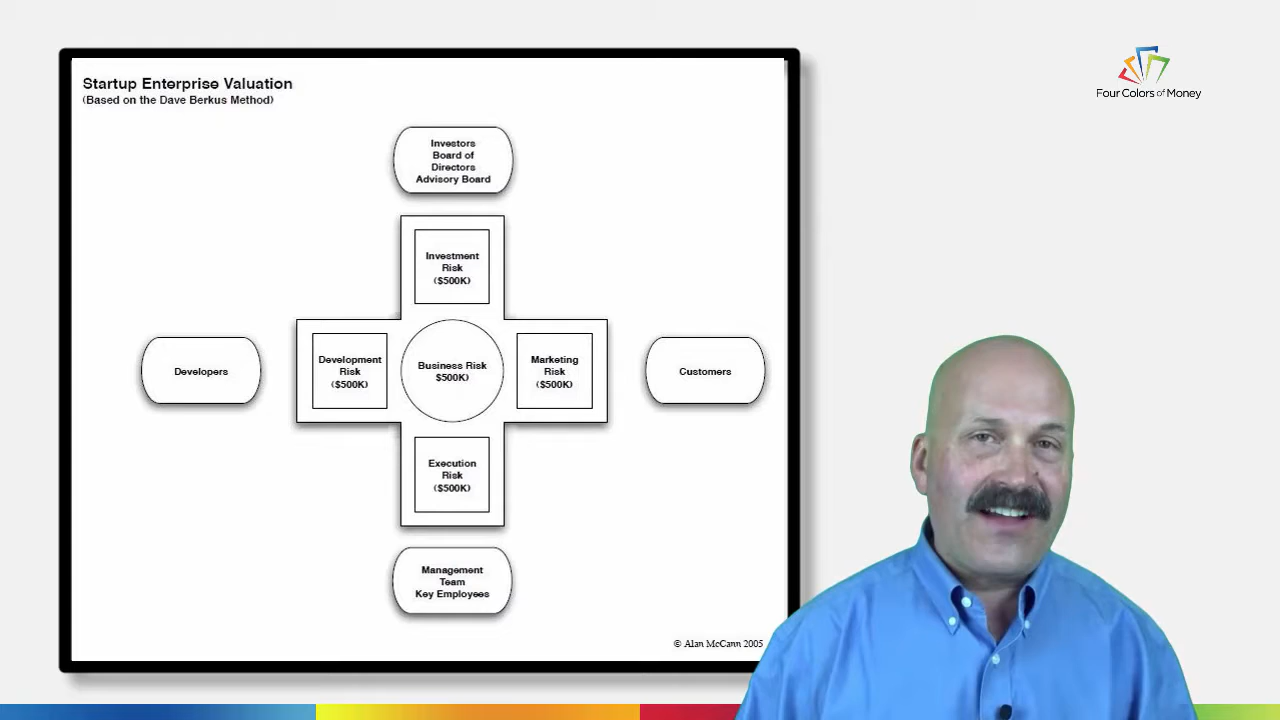 Startup Enterprise Valuation
(Based on the Dave Berkus Method)
Four Colors of Money
Investors
Board of
Directors
Advisory Board
Investment
Risk
($500K)
Developers
Development
Risk
($500K)
Business Risk
$500K)
Marketing
Risk
($500K)
Customers
Execution
Risk
($500K)
Management
Team
Key Employees
© Alan McCann 2005